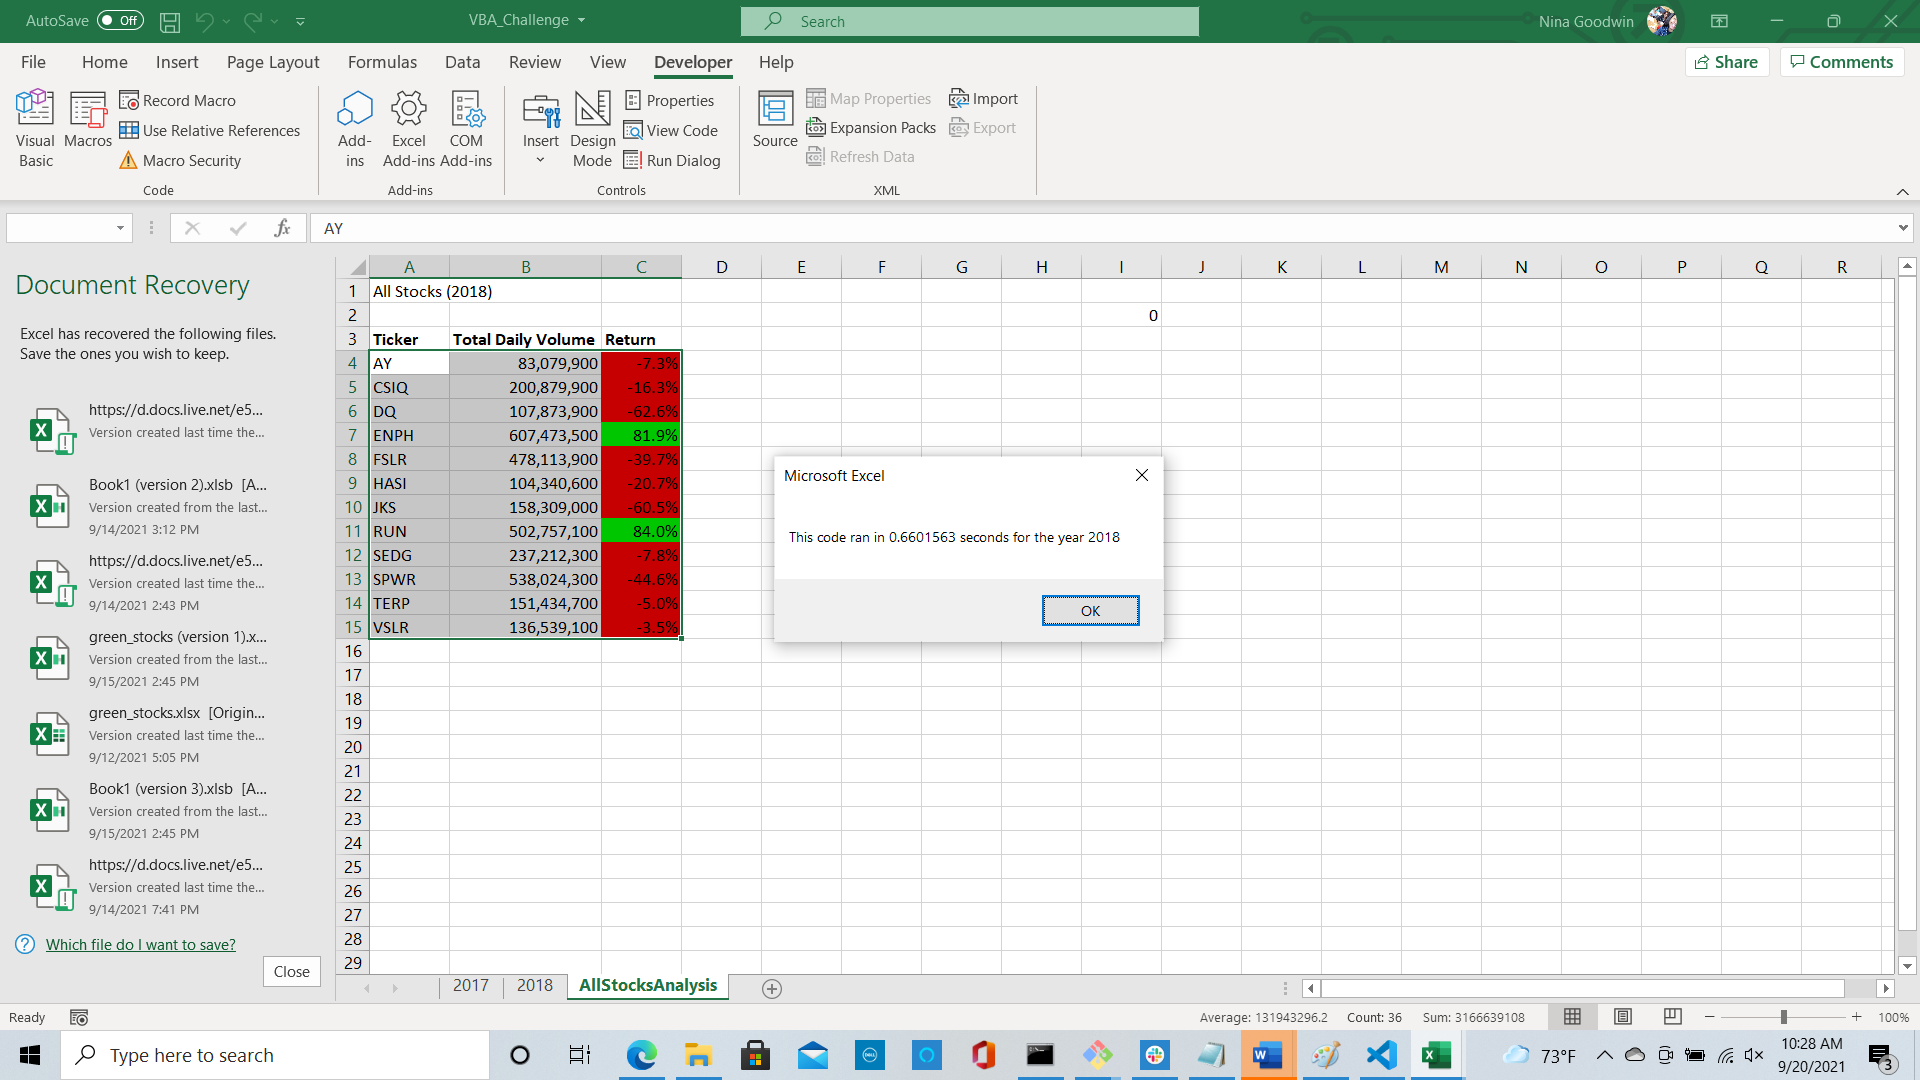 AutoSave Off
VBA_Challenge
Search
Nina Goodwin
File Home Insert Page Layout Formulas Data Review View Developer Help
Share Comments
Visual Basic
Macros
Record Macro
Use Relative References
Macro Security
Code
Add-ins
Excel Add-ins
COM Add-ins
Add-ins
Insert
Design Mode
Properties
View Code
Run Dialog
Controls
Source
Map Properties
Expansion Packs
Refresh Data
Import
Export
XML
fx AY
Document Recovery
Excel has recovered the following files.
Save the ones you wish to keep.
https://d.docs.live.net/e5...
Version created last time the...
Book1 (version 2).xlsb [A...
Version created from the last...
9/14/2021 3:12 PM
https://d.docs.live.net/e5...
Version created last time the...
9/14/2021 2:43 PM
green_stocks (version 1).x...
Version created from the last...
9/15/2021 2:45 PM
green_stocks.xlsx [Origin...
Version created last time the...
9/12/2021 5:05 PM
Book1 (version 3).xlsb [A...
Version created from the last...
9/15/2021 2:45 PM
https://d.docs.live.net/e5...
Version created last time the...
9/14/2021 7:41 PM
Which file do I want to save?
Close
A B C D E F G H I J K L M N O P Q R
1 All Stocks (2018)
2 0
3 Ticker Total Daily Volume Return
4 AY 83,079,900 -7.3%
5 CSIQ 200,879,900 -16.3%
6 DQ 107,873,900 -62.6%
7 ENPH 607,473,500 81.9%
8 FSLR 478,113,900 -39.7%
9 HASI 104,340,600 -20.7%
10 JKS 158,309,000 -60.5%
11 RUN 502,757,100 84.0%
12 SEDG 237,212,300 -7.8%
13 SPWR 538,024,300 -44.6%
14 TERP 151,434,700 -5.0%
15 VSLR 136,539,100 -3.5%
16
17
18
19
20
21
22
23
24
25
26
27
28
29
Microsoft Excel
This code ran in 0.6601563 seconds for the year 2018
OK
2017 2018 AllStocksAnalysis
Ready
Average: 131943296.2 Count: 36 Sum: 3166639108
100%
Type here to search
73°F
10:28 AM
9/20/2021
3